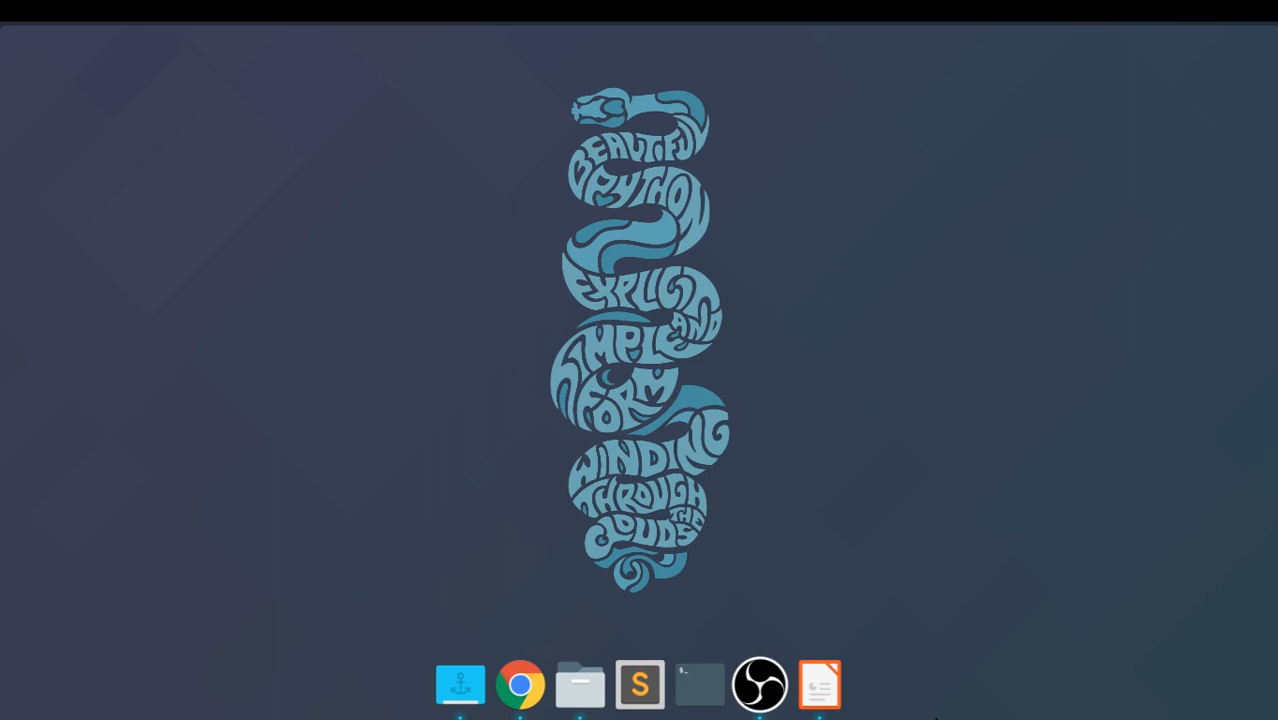 BEAUTIFUL
PYTHON
EXPLICIT AND
SIMPLE
FORM
WINDING
THROUGH
THE
CLOUDS
S
$_